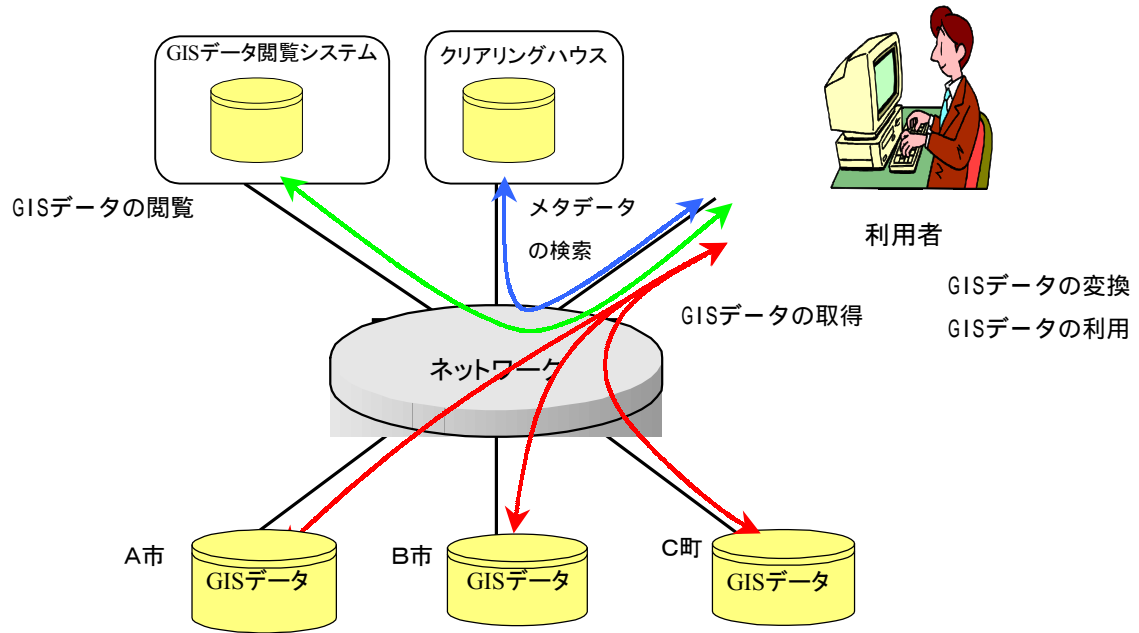 GISデータ閲覧システム
クリアリングハウス
GISデータの閲覧
メタデータ
の検索
利用者
GISデータの変換
GISデータの取得
GISデータの利用
ネットワーク
A市
GISデータ
B市
GISデータ
C町
GISデータ